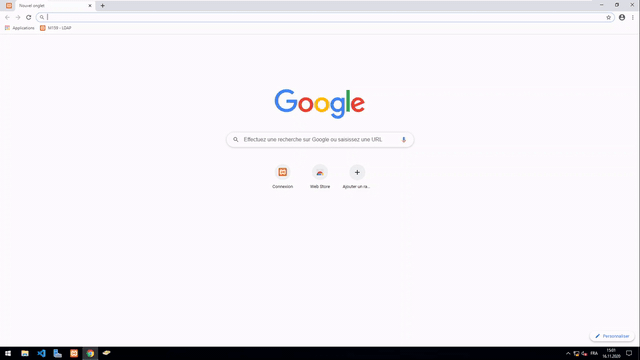 Nouvel onglet
Applications
M159 - LDAP
Google
Effectuez une recherche sur Google ou saisissez une URL
Connexion
Web Store
Ajouter un ra...
Personnaliser
FRA
15:01
16.11.2020